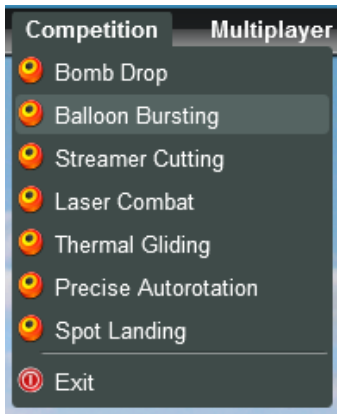 Competition Multiplayer
Bomb Drop
Balloon Bursting
Streamer Cutting
Laser Combat
Thermal Gliding
Precise Autorotation
Spot Landing
Exit